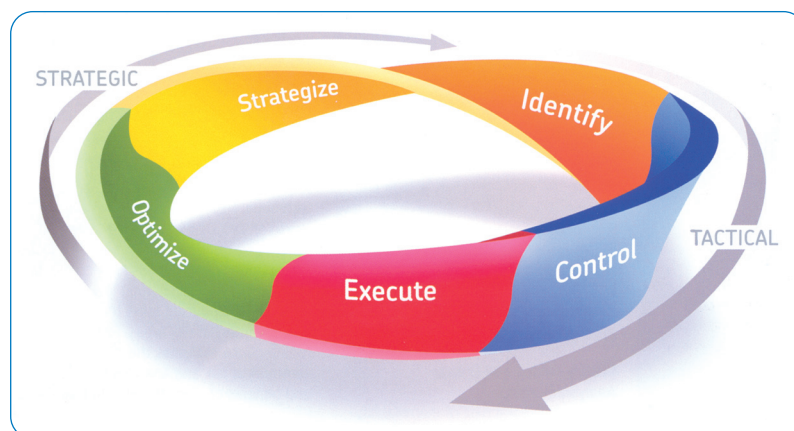 STRATEGIC
Strategize
Identify
Optimize
Execute
Control
TACTICAL